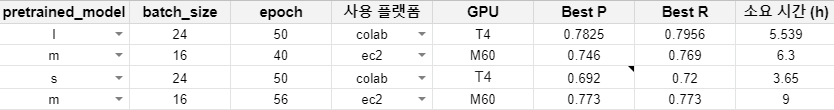 pretrained_model batch_size epoch 사용 플랫폼 GPU Best P Best R 소요 시간 (h)
l 24 50 colab T4 0.7825 0.7956 5.539
m 16 40 ec2 M60 0.746 0.769 6.3
s 24 50 colab T4 0.692 0.72 3.65
m 16 56 ec2 M60 0.773 0.773 9